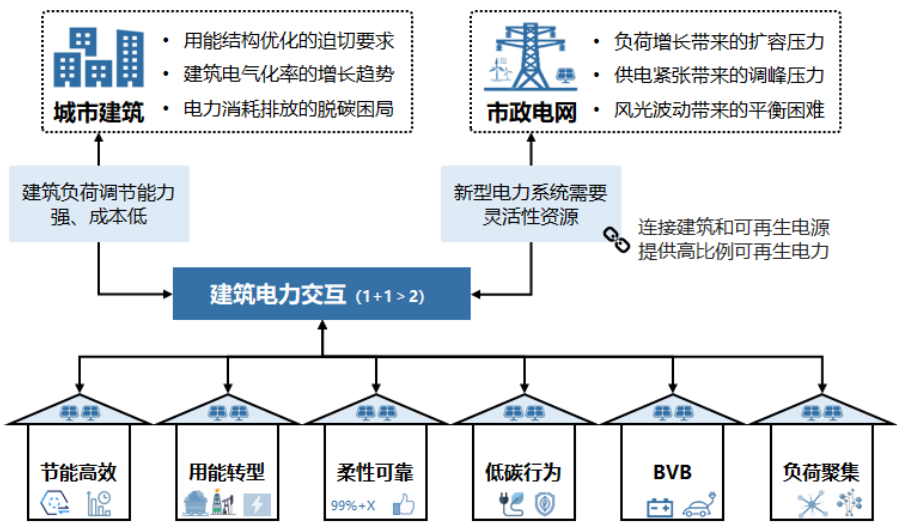 • 用能结构优化的迫切要求
• 建筑电气化率的增长趋势
• 电力消耗排放的脱碳困局
城市建筑
• 负荷增长带来的扩容压力
• 供电紧张带来的调峰压力
• 风光波动带来的平衡困难
市政电网
建筑负荷调节能力
强、成本低
新型电力系统需要
灵活性资源
连接建筑和可再生电源
提供高比例可再生电力
建筑电力交互（1+1＞2）
节能高效
用能转型
柔性可靠
99%+X
低碳行为
BVB
负荷聚集